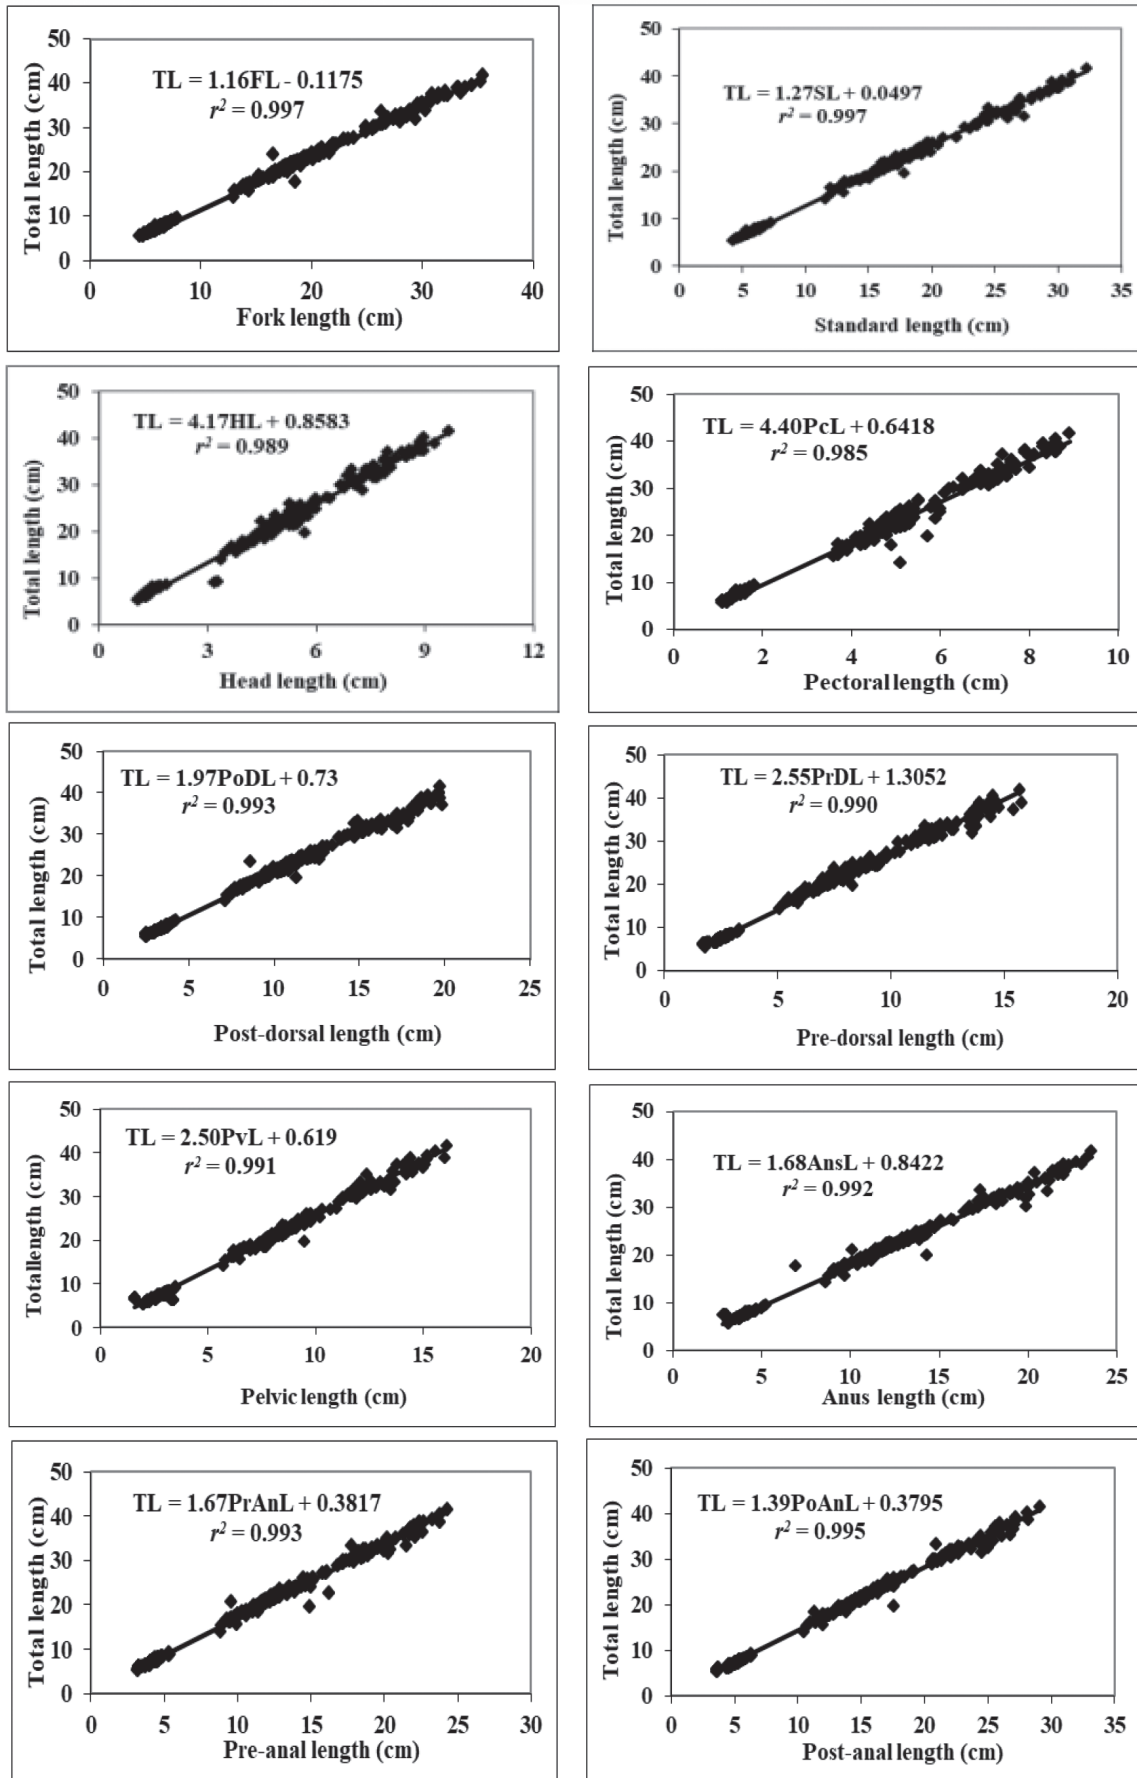 TL = 1.16FL - 0.1175
r² = 0.997
Total length (cm)
50
40
30
20
10
0
0 10 20 30 40
Fork length (cm)
TL = 1.27SL + 0.0497
r² = 0.997
Total length (cm)
50
40
30
20
10
0
0 5 10 15 20 25 30 35
Standard length (cm)
TL = 4.17HL + 0.8583
r² = 0.989
Total length (cm)
50
40
30
20
10
0
0 3 6 9 12
Head length (cm)
TL = 4.40PcL + 0.6418
r² = 0.985
Total length (cm)
50
40
30
20
10
0
0 2 4 6 8 10
Pectoral length (cm)
TL = 1.97PoDL + 0.73
r² = 0.993
Total length (cm)
50
40
30
20
10
0
0 5 10 15 20 25
Post-dorsal length (cm)
TL = 2.55PrDL + 1.3052
r² = 0.990
Total length (cm)
50
40
30
20
10
0
0 5 10 15 20
Pre-dorsal length (cm)
TL = 2.50PvL + 0.619
r² = 0.991
Total length (cm)
50
40
30
20
10
0
0 5 10 15 20
Pelvic length (cm)
TL = 1.68AnsL + 0.8422
r² = 0.992
Total length (cm)
50
40
30
20
10
0
0 5 10 15 20 25
Anus length (cm)
TL = 1.67PrAnL + 0.3817
r² = 0.993
Total length (cm)
50
40
30
20
10
0
0 5 10 15 20 25 30
Pre-anal length (cm)
TL = 1.39PoAnL + 0.3795
r² = 0.995
Total length (cm)
50
40
30
20
10
0
0 5 10 15 20 25 30 35
Post-anal length (cm)